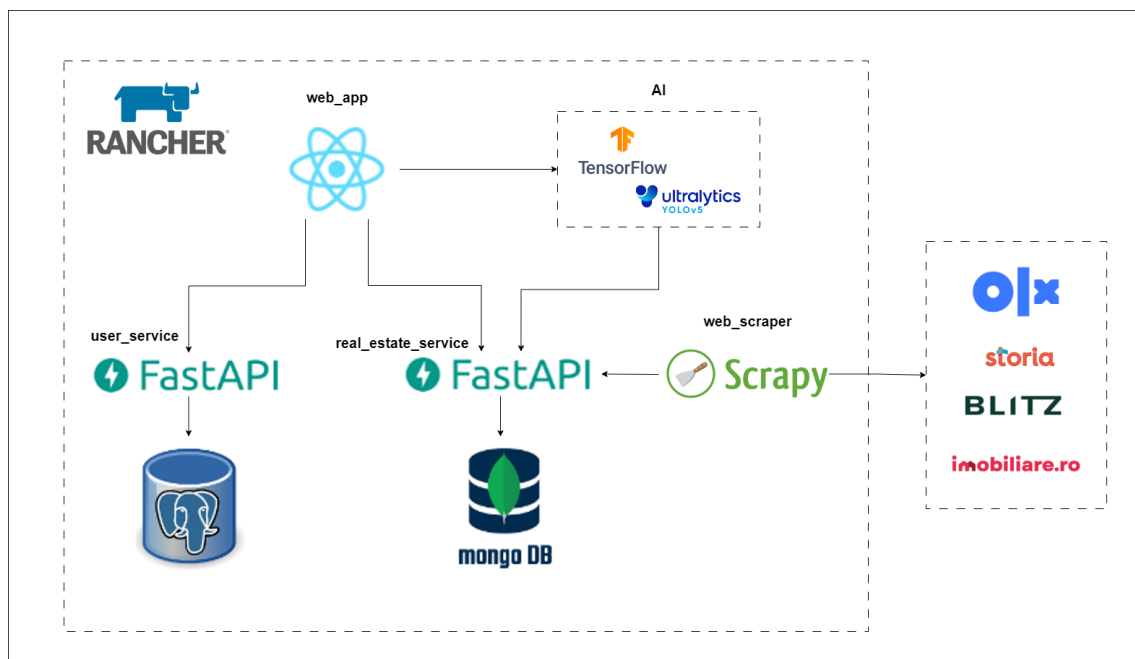 RANCHER
web_app
AI
TensorFlow
ultralytics
YOLOv5
user_service
FastAPI
real_estate_service
FastAPI
web_scraper
Scrapy
mongo DB
olx
storia
BLITZ
imobiliare.ro